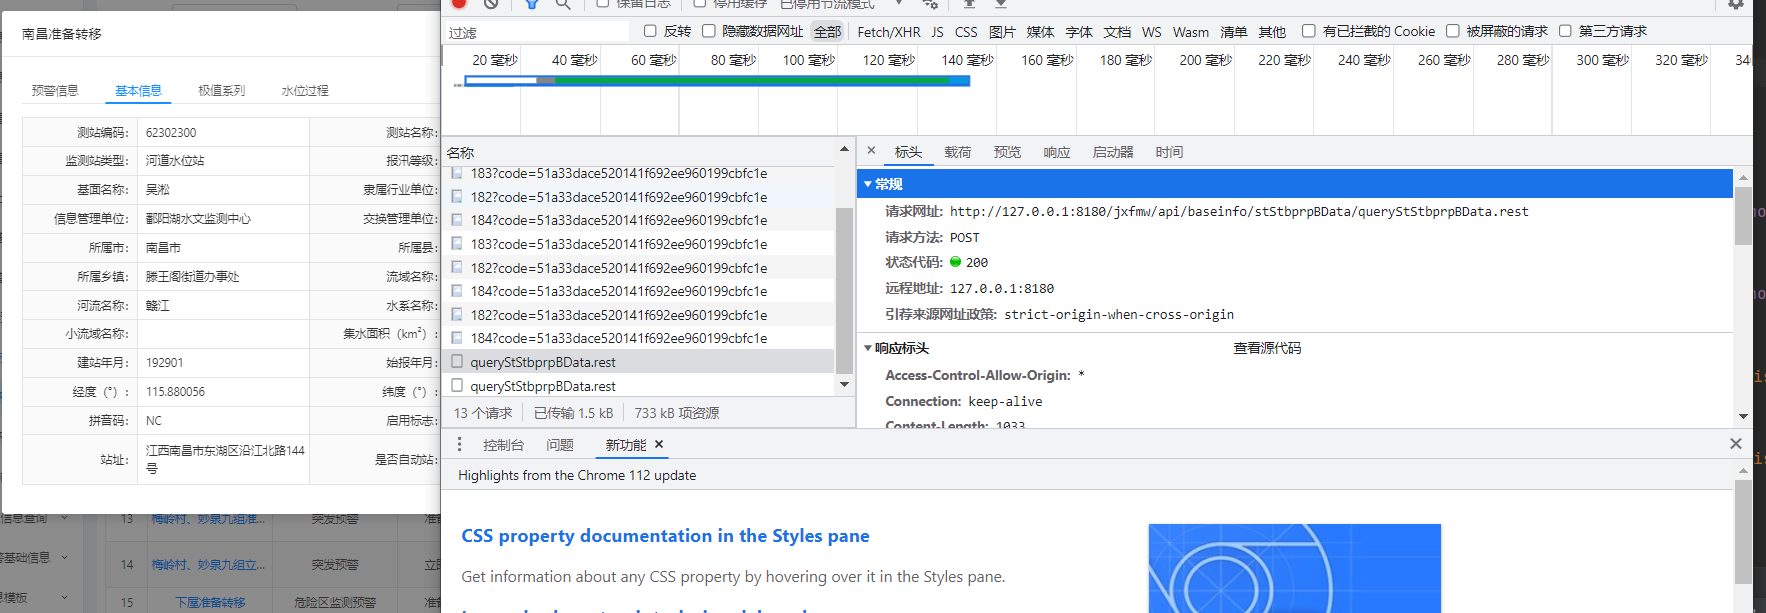 保留日志 停用缓存 已停用节流模式
南昌准备转移
过滤 反转 隐藏数据网址 全部 Fetch/XHR JS CSS 图片 媒体 字体 文档 WS Wasm 清单 其他 有已拦截的 Cookie 被屏蔽的请求 第三方请求
20 毫秒 40 毫秒 60 毫秒 80 毫秒 100 毫秒 120 毫秒 140 毫秒 160 毫秒 180 毫秒 200 毫秒 220 毫秒 240 毫秒 260 毫秒 280 毫秒 300 毫秒 320 毫秒 34
预警信息 基本信息 极值系列 水位过程
测站编码: 62302300 测站名称:
监测站类型: 河道水位站 报汛等级:
基面名称: 吴淞 隶属行业单位:
信息管理单位: 鄱阳湖水文监测中心 交换管理单位:
所属市: 南昌市 所属县:
所属乡镇: 滕王阁街道办事处 流域名称:
河流名称: 赣江 水系名称:
小流域名称: 集水面积（km²）:
建站年月: 192901 始报年月:
经度（°）: 115.880056 纬度（°）:
拼音码: NC 启用标志:
站址: 江西南昌市东湖区沿江北路144号 是否自动站:
信息查询
13 梅岭村、妙泉九组准... 突发预警 准
基础信息
14 梅岭村、妙泉九组立... 突发预警 立
模板
15 下屋准备转移 危险区监测预警 准
名称
183?code=51a33dace520141f692ee960199cbfc1e
182?code=51a33dace520141f692ee960199cbfc1e
184?code=51a33dace520141f692ee960199cbfc1e
183?code=51a33dace520141f692ee960199cbfc1e
182?code=51a33dace520141f692ee960199cbfc1e
184?code=51a33dace520141f692ee960199cbfc1e
182?code=51a33dace520141f692ee960199cbfc1e
184?code=51a33dace520141f692ee960199cbfc1e
queryStStbprpBData.rest
queryStStbprpBData.rest
13 个请求 已传输 1.5 kB 733 kB 项资源
× 标头 载荷 预览 响应 启动器 时间
常规
请求网址: http://127.0.0.1:8180/jxfmw/api/baseinfo/stStbprpBData/queryStStbprpBData.rest
请求方法: POST
状态代码: 200
远程地址: 127.0.0.1:8180
引荐来源网址政策: strict-origin-when-cross-origin
响应标头 查看源代码
Access-Control-Allow-Origin: *
Connection: keep-alive
Content-Length: 1033
控制台 问题 新功能 ×
Highlights from the Chrome 112 update
CSS property documentation in the Styles pane
Get information about any CSS property by hovering over it in the Styles pane.